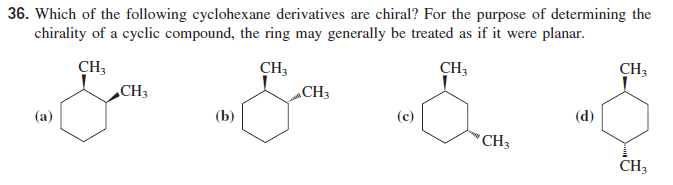 36. Which of the following cyclohexane derivatives are chiral? For the purpose of determining the
chirality of a cyclic compound, the ring may generally be treated as if it were planar.
CH3 CH3 CH3 CH3
CH3 CH3
(a) (b) (c) (d)
CH3
CH3